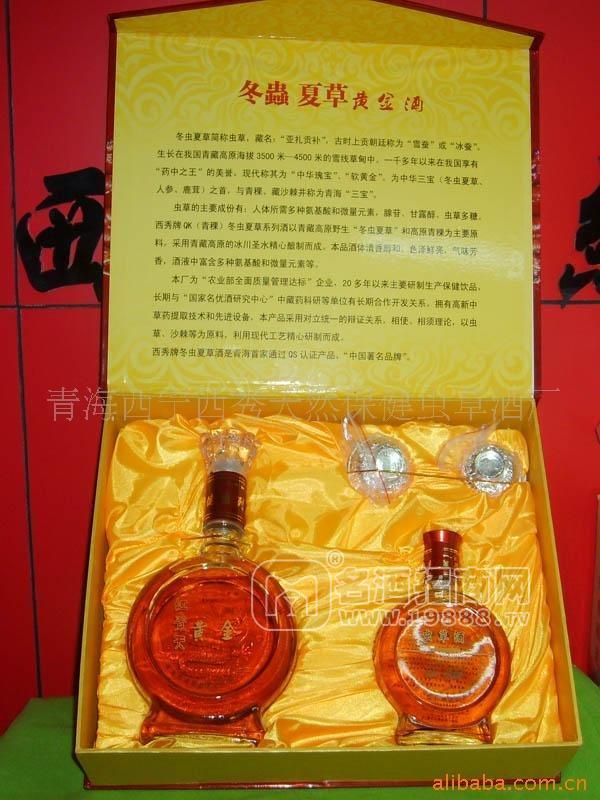 冬蟲 夏草黄金酒
冬虫夏草简称虫草，藏名：“亚礼贡补”，古时上贡朝廷称为“雪蚕”或“冰蚕”。
生长在我国青藏高原海拔3500米—4500米的雪线草甸中，一千多年以来在我国享有
“药中之王”的美誉，现代称其为“中华瑰宝”、“软黄金”，为中华三宝（冬虫夏草、
人参、鹿茸）之首，与青稞、藏沙棘并称为青海“三宝”。
虫草的主要成份有：人体所需多种氨基酸和微量元素，腺苷、甘露醇、虫草多糖。
西秀牌QK（青稞）冬虫夏草系列酒以青藏高原野生“冬虫夏草”和高原青稞为主要原
料，采用青藏高原的冰川圣水精心酿制而成。本品酒体清香醇和，色泽鲜亮，气味芳
香，酒液中富含多种氨基酸和微量元素等。
本厂为“农业部全面质量管理达标”企业，20多年以来主要研制生产保健饮品，
长期与“国家名优酒研究中心”中藏药科研等单位有长期合作开发关系，拥有高新中
草药提取技术和先进设备，本产品采用对立统一的辩证关系，相使、相须理论，以虫
草、沙棘等为原料，利用现代工艺精心研制而成。
西秀牌冬虫夏草酒是青海首家通过QS认证产品，“中国著名品牌”。
青海西宁西秀天然保健虫草酒厂
名酒招商网
www.19888.tv
黄金
虫草酒
alibaba.com.cn